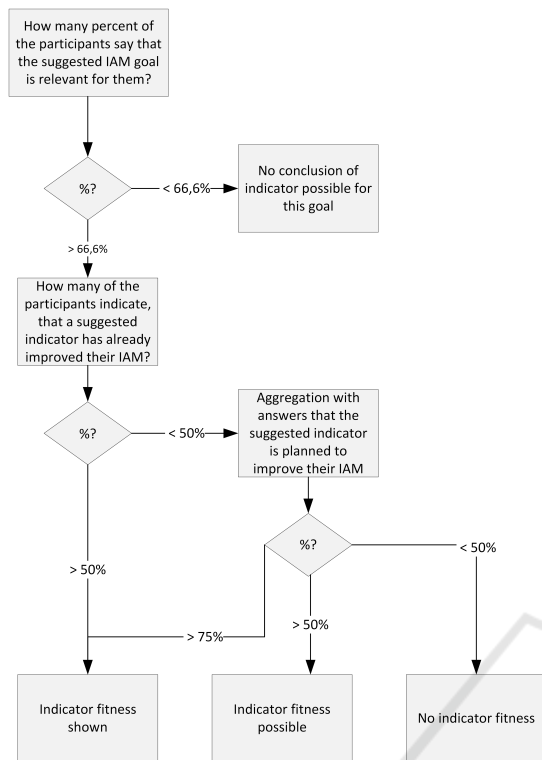 How many percent of
the participants say that
the suggested IAM goal
is relevant for them?
%?
< 66,6%
No conclusion of
indicator possible for
this goal
> 66,6%
How many of the
participants indicate,
that a suggested
indicator has already
improved their IAM?
%?
< 50%
Aggregation with
answers that the
suggested indicator
is planned to
improve their IAM
%?
< 50%
> 50%
> 50%
> 75%
Indicator fitness
shown
Indicator fitness
possible
No indicator fitness